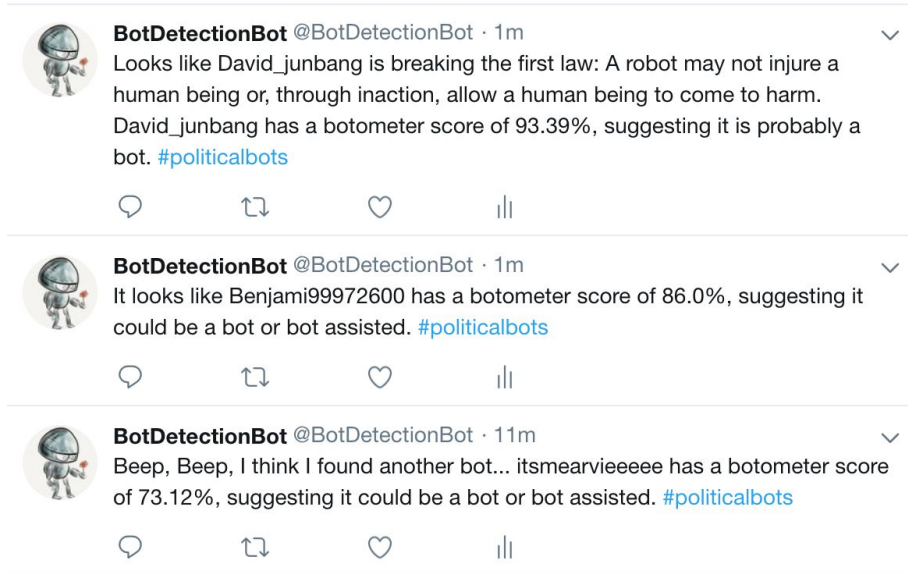 BotDetectionBot @BotDetectionBot · 1m
Looks like David_junbang is breaking the first law: A robot may not injure a
human being or, through inaction, allow a human being to come to harm.
David_junbang has a botometer score of 93.39%, suggesting it is probably a
bot. #politicalbots
BotDetectionBot @BotDetectionBot · 1m
It looks like Benjami99972600 has a botometer score of 86.0%, suggesting it
could be a bot or bot assisted. #politicalbots
BotDetectionBot @BotDetectionBot · 11m
Beep, Beep, I think I found another bot... itsmearvieeeee has a botometer score
of 73.12%, suggesting it could be a bot or bot assisted. #politicalbots